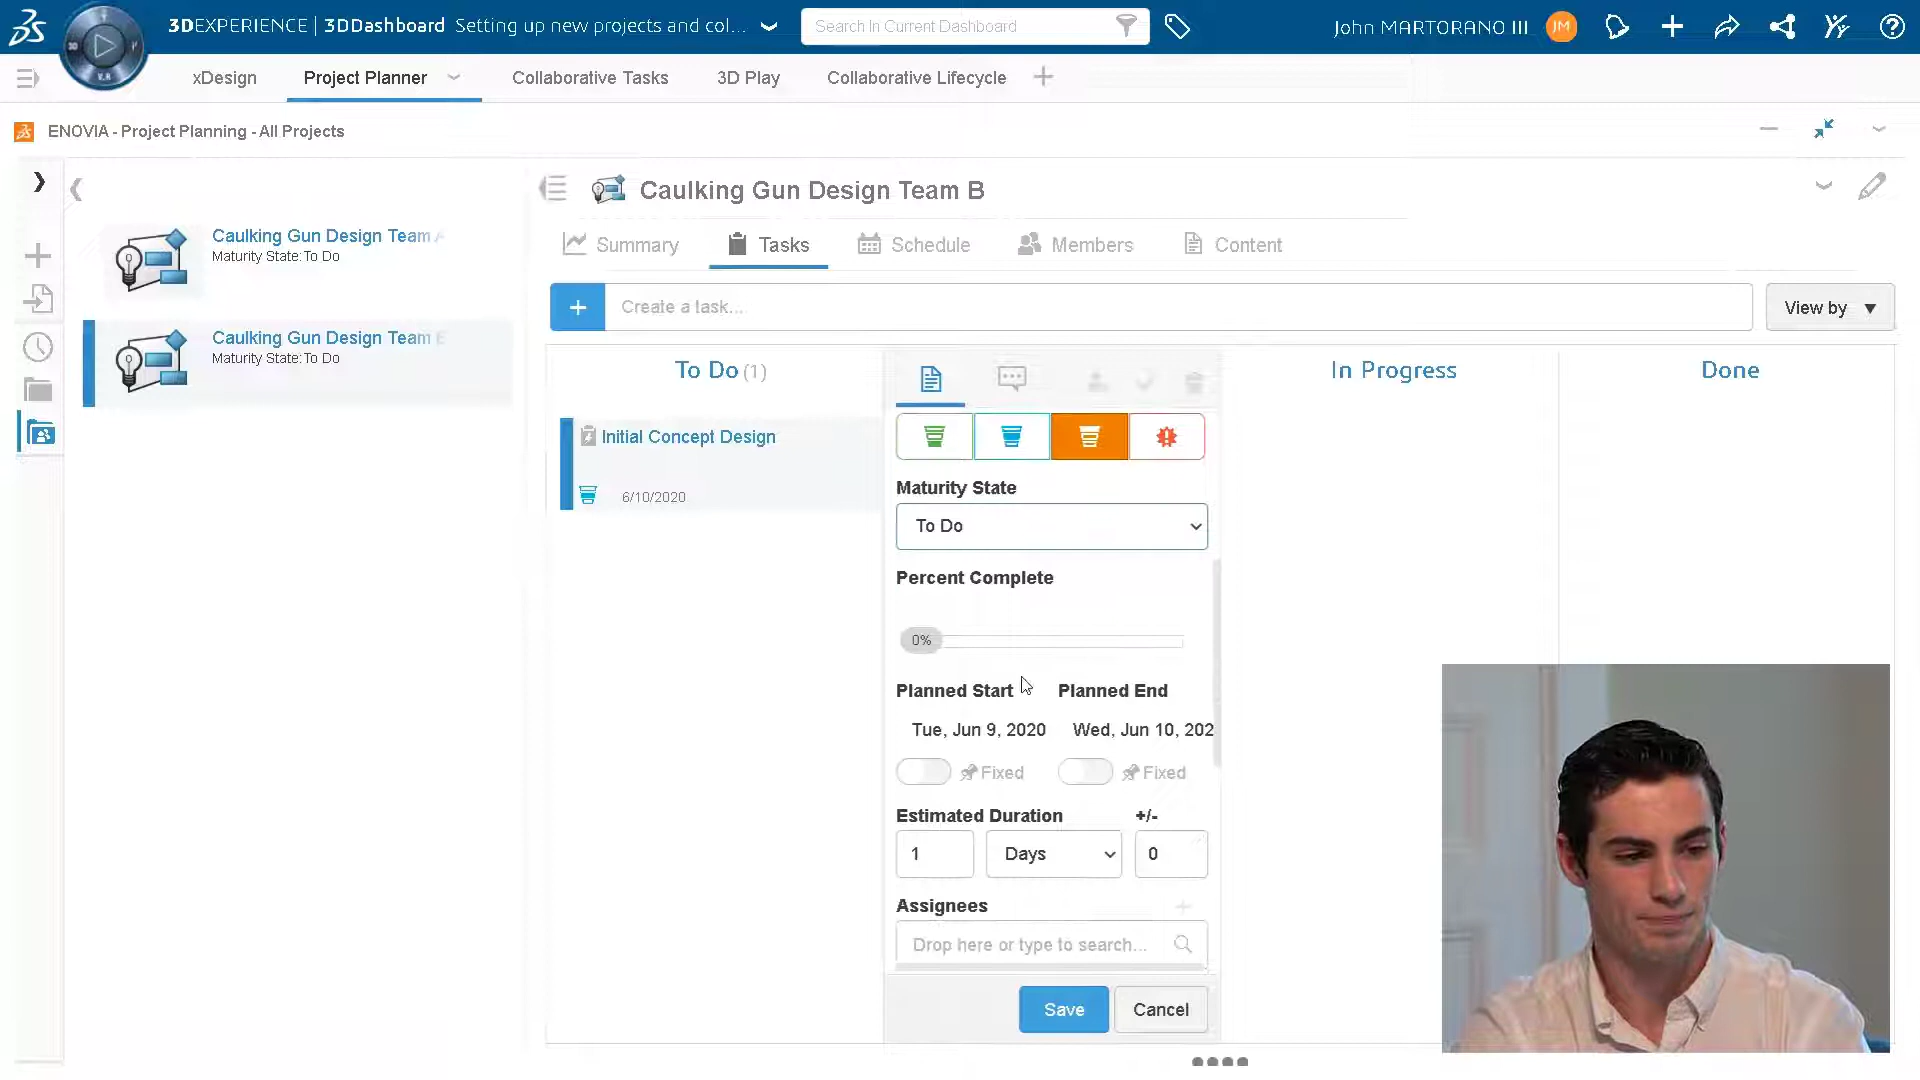 3DEXPERIENCE | 3DDashboard Setting up new projects and col...
Search In Current Dashboard
John MARTORANO III JM
3D V.R
xDesign Project Planner Collaborative Tasks 3D Play Collaborative Lifecycle
ENOVIA - Project Planning - All Projects
Caulking Gun Design Team B
Caulking Gun Design Team
Maturity State:To Do
Caulking Gun Design Team
Maturity State:To Do
Summary Tasks Schedule Members Content
+ Create a task...
View by
To Do (1)
In Progress
Done
Initial Concept Design
6/10/2020
Maturity State
To Do
Percent Complete
0%
Planned Start Planned End
Tue, Jun 9, 2020 Wed, Jun 10, 202
Fixed Fixed
Estimated Duration +/-
1 Days 0
Assignees
Drop here or type to search...
Save Cancel